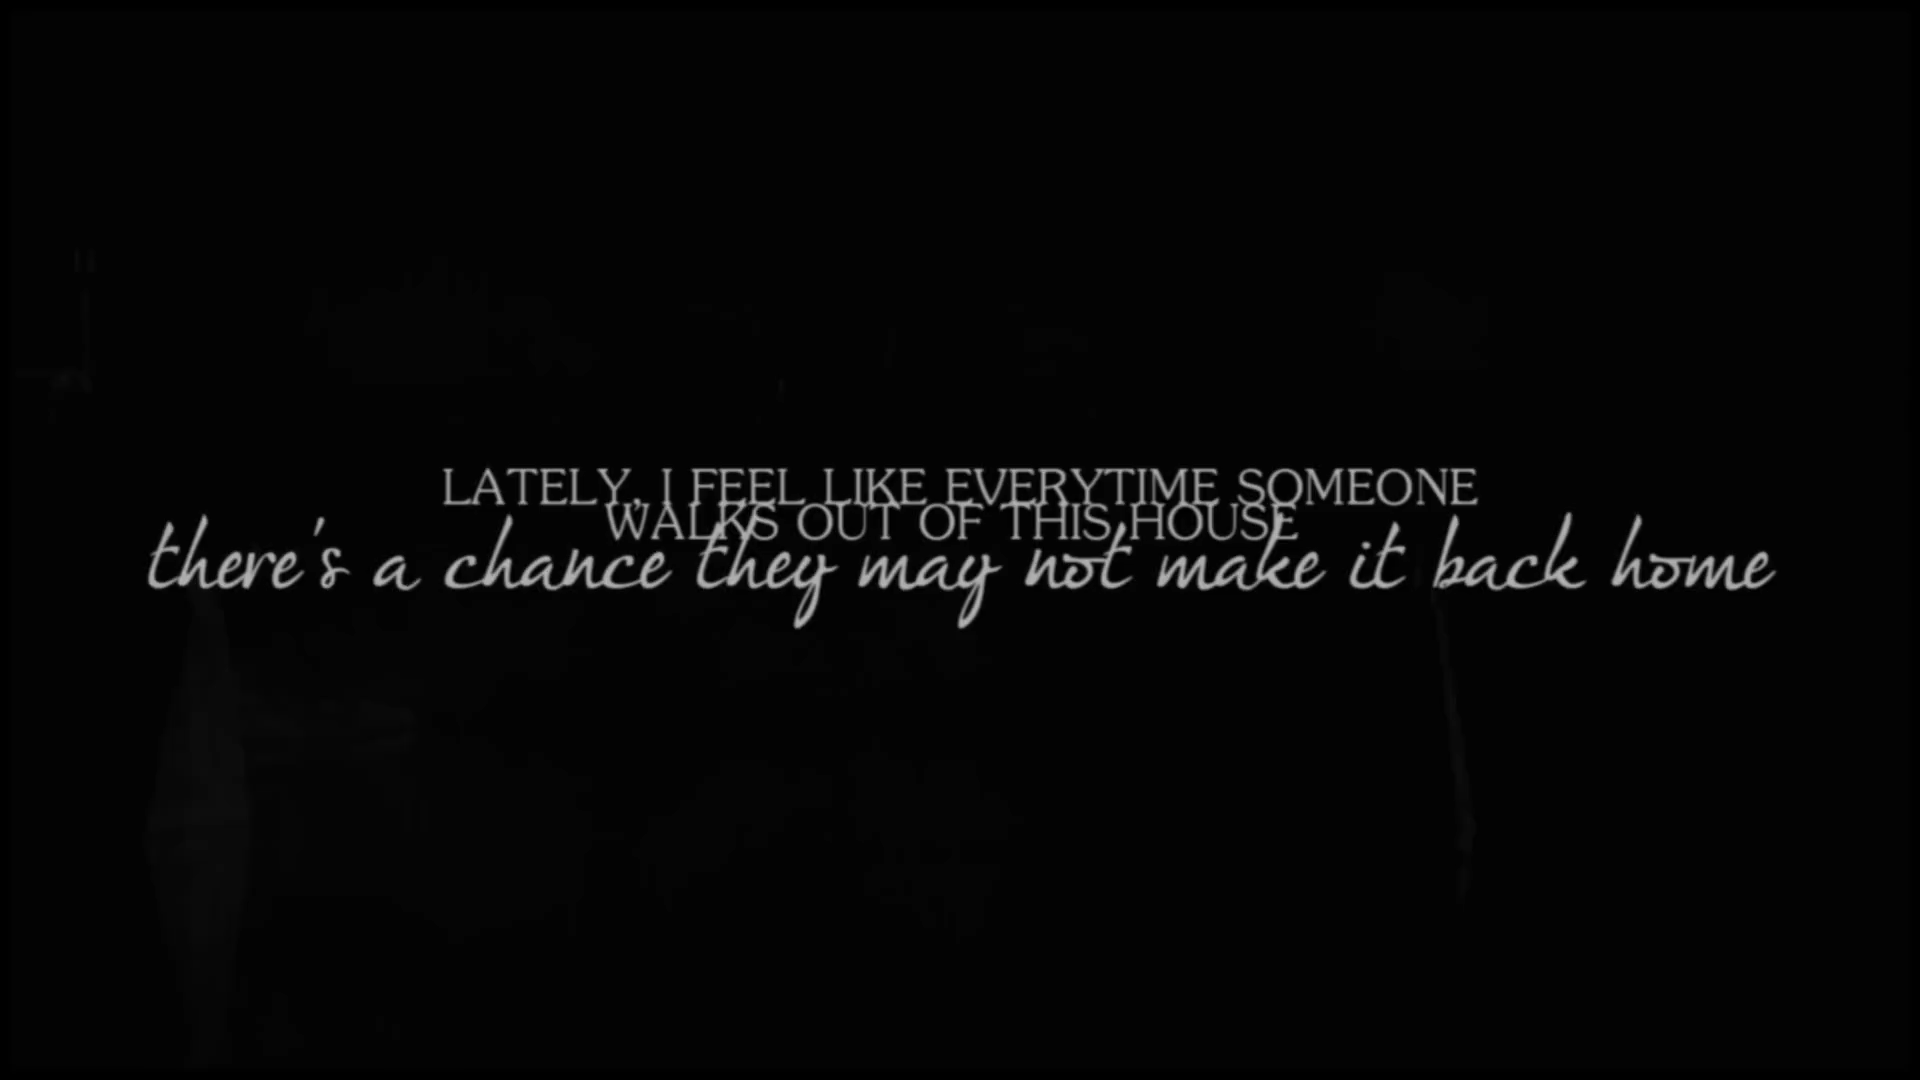 LATELY, I FEEL LIKE EVERYTIME SOMEONE
WALKS OUT OF THIS HOUSE
there's a chance they may not make it back home